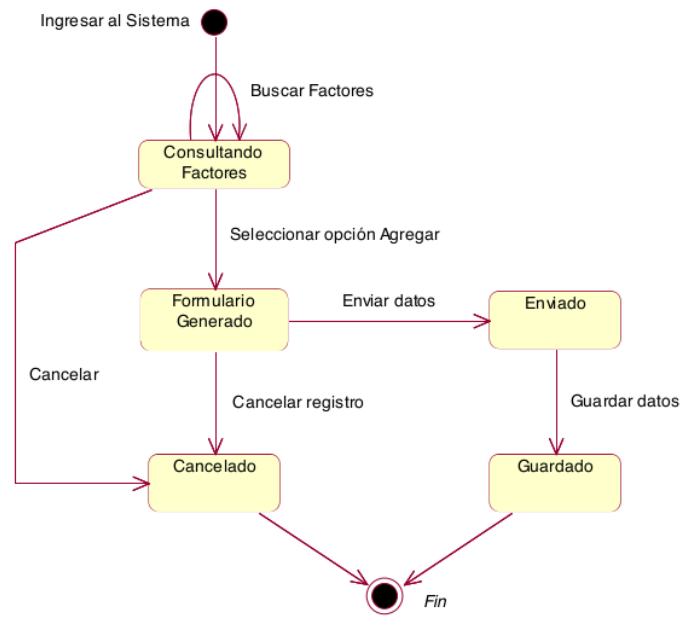 Ingresar al Sistema
Buscar Factores
Consultando
Factores
Seleccionar opción Agregar
Formulario
Generado
Enviar datos
Enviado
Cancelar
Cancelar registro
Guardar datos
Cancelado
Guardado
Fin